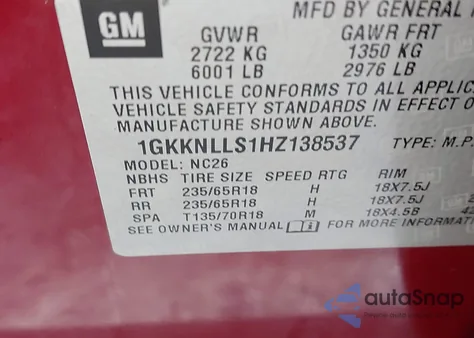 MFD BY GENERAL
GM
GVWR GAWR FRT
2722 KG 1350 KG
6001 LB 2976 LB
THIS VEHICLE CONFORMS TO ALL APPLIC
VEHICLE SAFETY STANDARDS IN EFFECT O
MANUFACTURE SHOWN ABOVE.
1GKKNLLS1HZ138537 TYPE: M.P.
MODEL: NC26
NBHS TIRE SIZE SPEED RTG RIM
FRT 235/65R18 H 18X7.5J
RR 235/65R18 H 18X7.5J
SPA T135/70R18 M 18X4.5B
SEE OWNER'S MANUAL FOR MORE INFORMATI
autoSnap